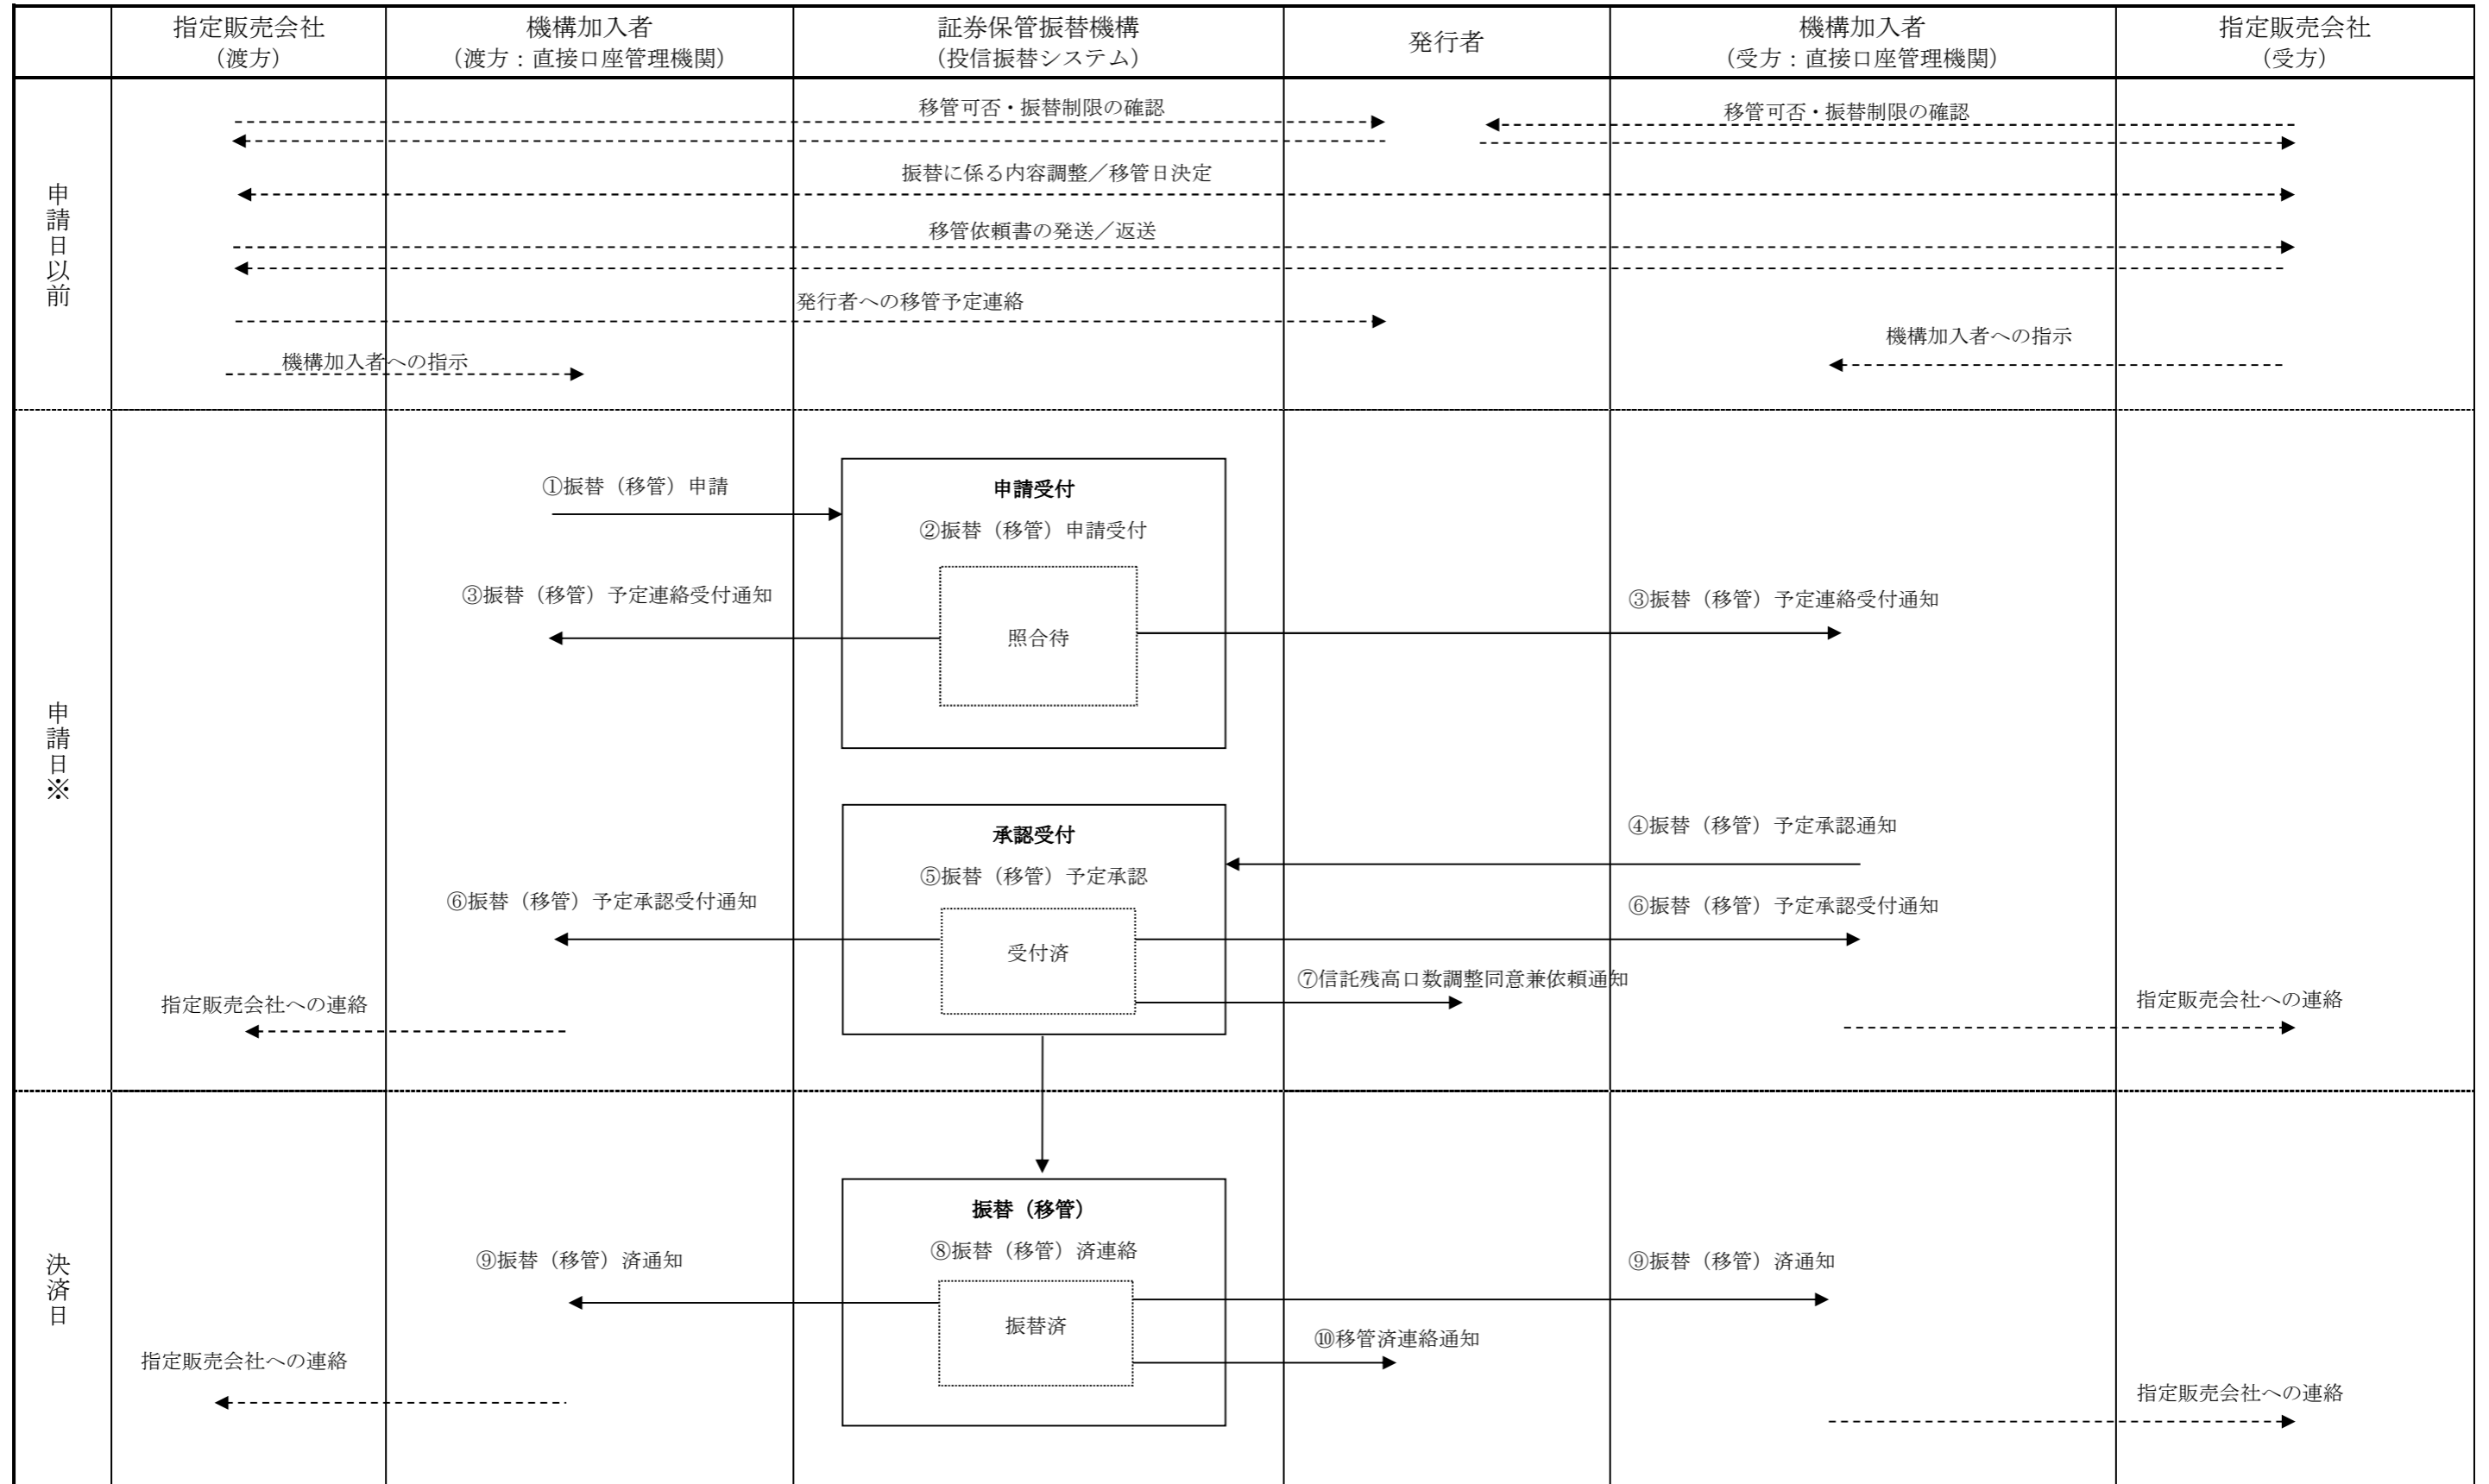 指定販売会社
（渡方）
機構加入者
（渡方：直接口座管理機関）
証券保管振替機構
（投信振替システム）
発行者
機構加入者
（受方：直接口座管理機関）
指定販売会社
（受方）
申請日以前
移管可否・振替制限の確認
移管可否・振替制限の確認
振替に係る内容調整／移管日決定
移管依頼書の発送／返送
発行者への移管予定連絡
機構加入者への指示
機構加入者への指示
申請日※
①振替（移管）申請
申請受付
②振替（移管）申請受付
③振替（移管）予定連絡受付通知
照合待
③振替（移管）予定連絡受付通知
承認受付
④振替（移管）予定承認通知
⑤振替（移管）予定承認
⑥振替（移管）予定承認受付通知
⑥振替（移管）予定承認受付通知
受付済
⑦信託残高口数調整同意兼依頼通知
指定販売会社への連絡
指定販売会社への連絡
決済日
振替（移管）
⑧振替（移管）済連絡
⑨振替（移管）済通知
⑨振替（移管）済通知
振替済
⑩移管済連絡通知
指定販売会社への連絡
指定販売会社への連絡